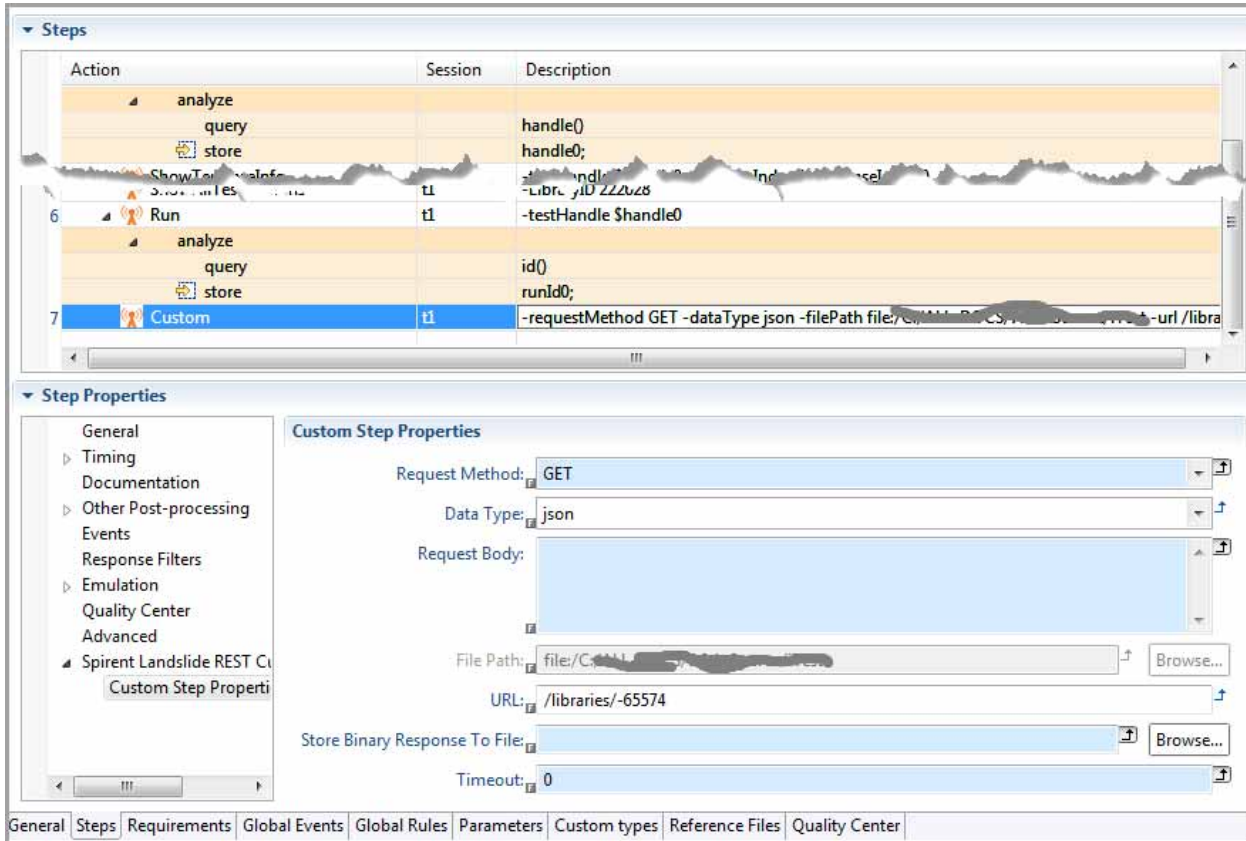 Steps
Action Session Description
analyze
query handle()
store handle0;
t1 222028
6 Run t1 -testHandle $handle0
analyze
query id()
store runId0;
7 Custom t1 -requestMethod GET -dataType json -filePath file:/C: -url /libra
Step Properties
General
Timing
Documentation
Other Post-processing
Events
Response Filters
Emulation
Quality Center
Advanced
Spirent Landslide REST Cu
Custom Step Properti
Custom Step Properties
Request Method: GET
Data Type: json
Request Body:
File Path: file:/C: Browse...
URL: /libraries/-65574
Store Binary Response To File: Browse...
Timeout: 0
General Steps Requirements Global Events Global Rules Parameters Custom types Reference Files Quality Center